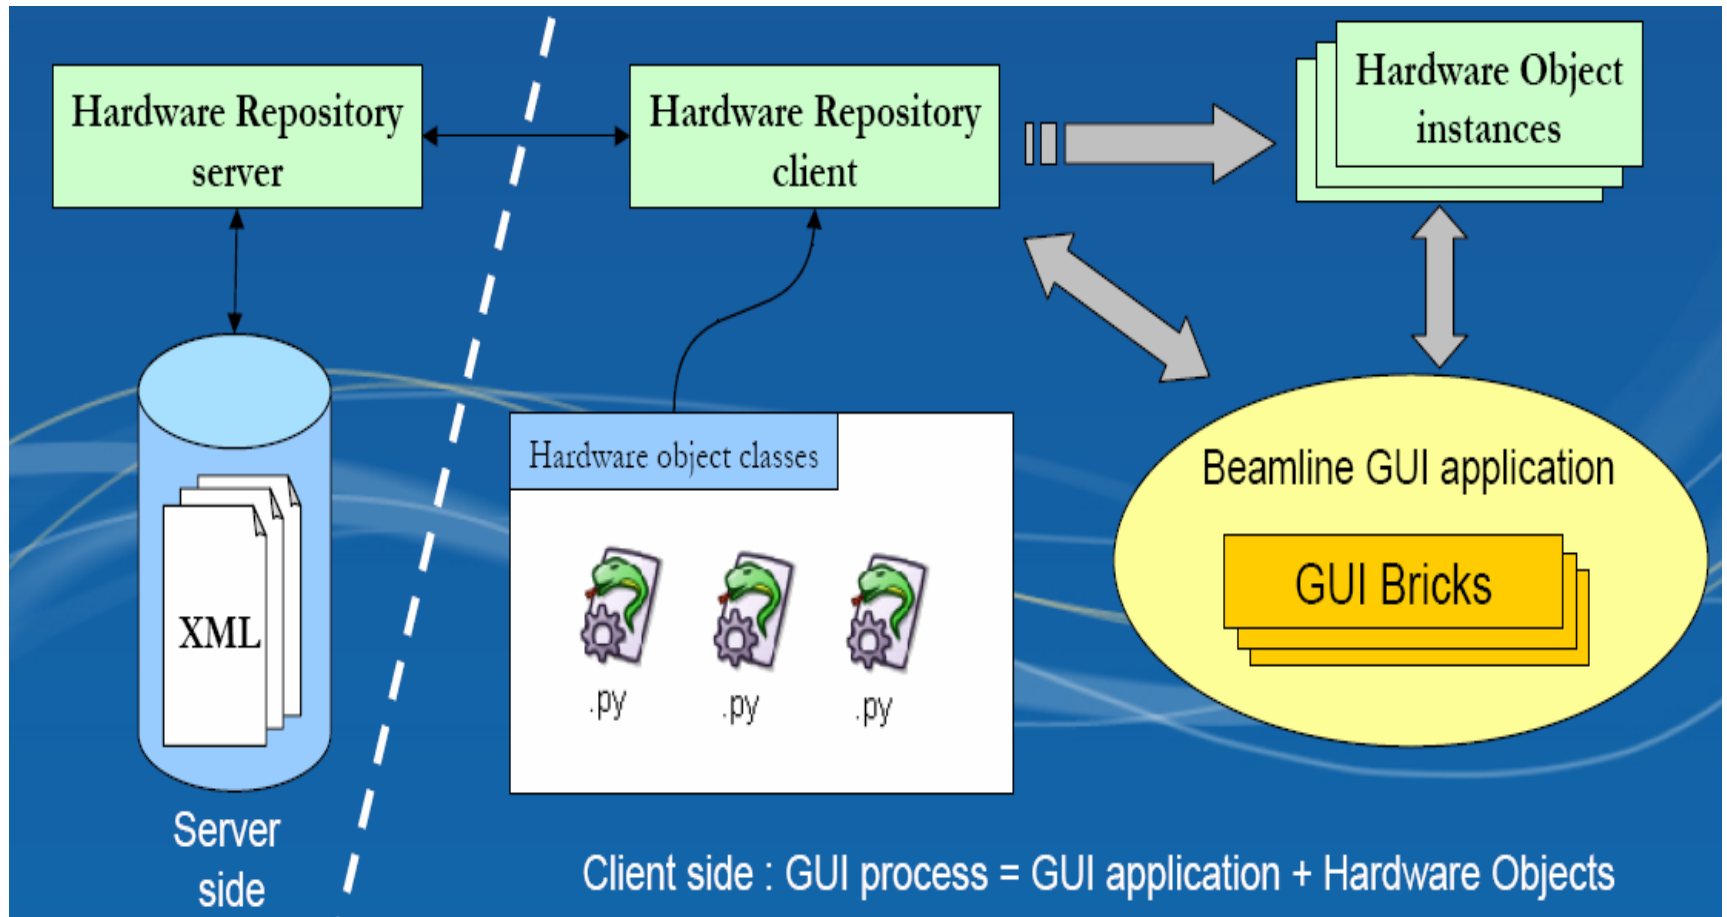 Hardware Repository
server
Hardware Repository
client
Hardware Object
instances
Hardware object classes
.py
.py
.py
XML
Beamline GUI application
GUI Bricks
Server
side
Client side : GUI process = GUI application + Hardware Objects